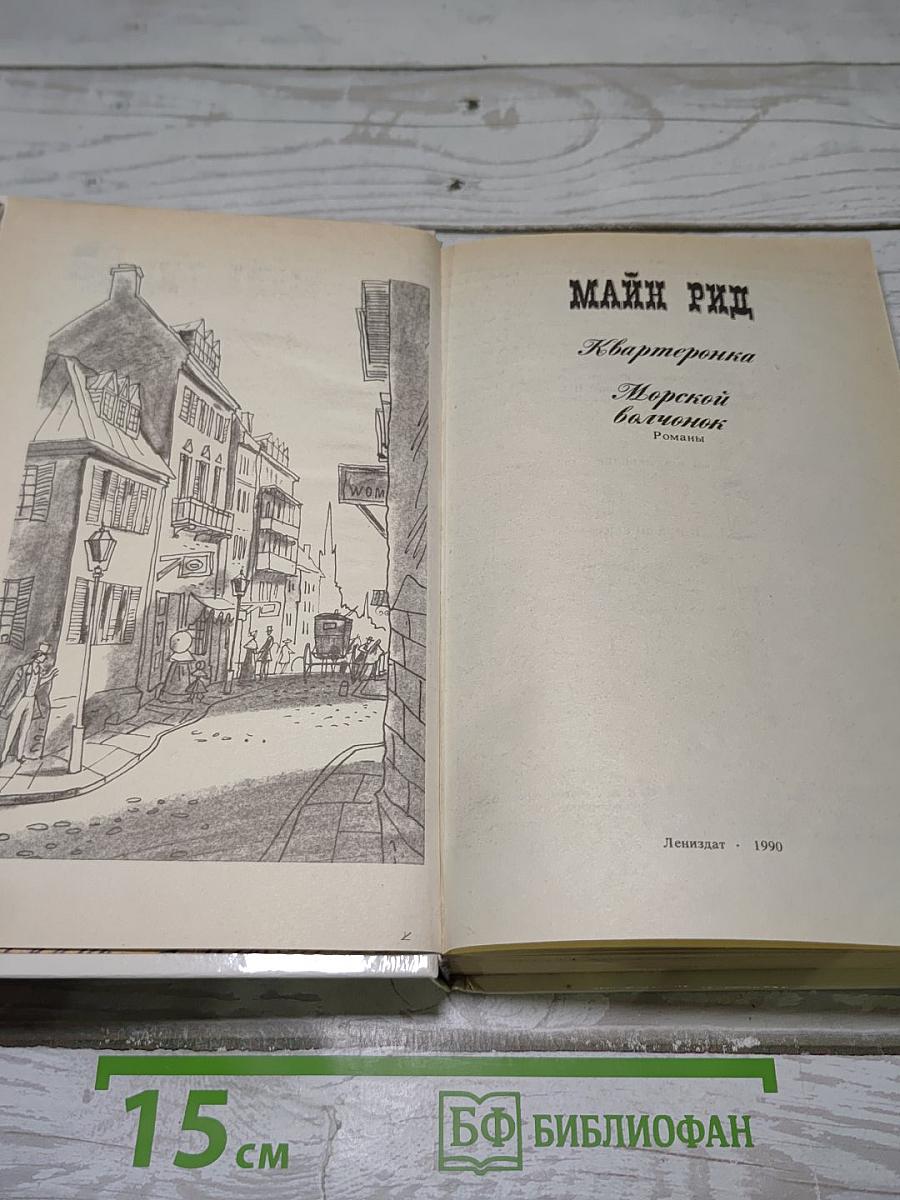 WOM
МАЙН РИД
Квартеронка
Морской
волчонок
Романы
Лениздат · 1990
15 см
БФ БИБЛИОФАН